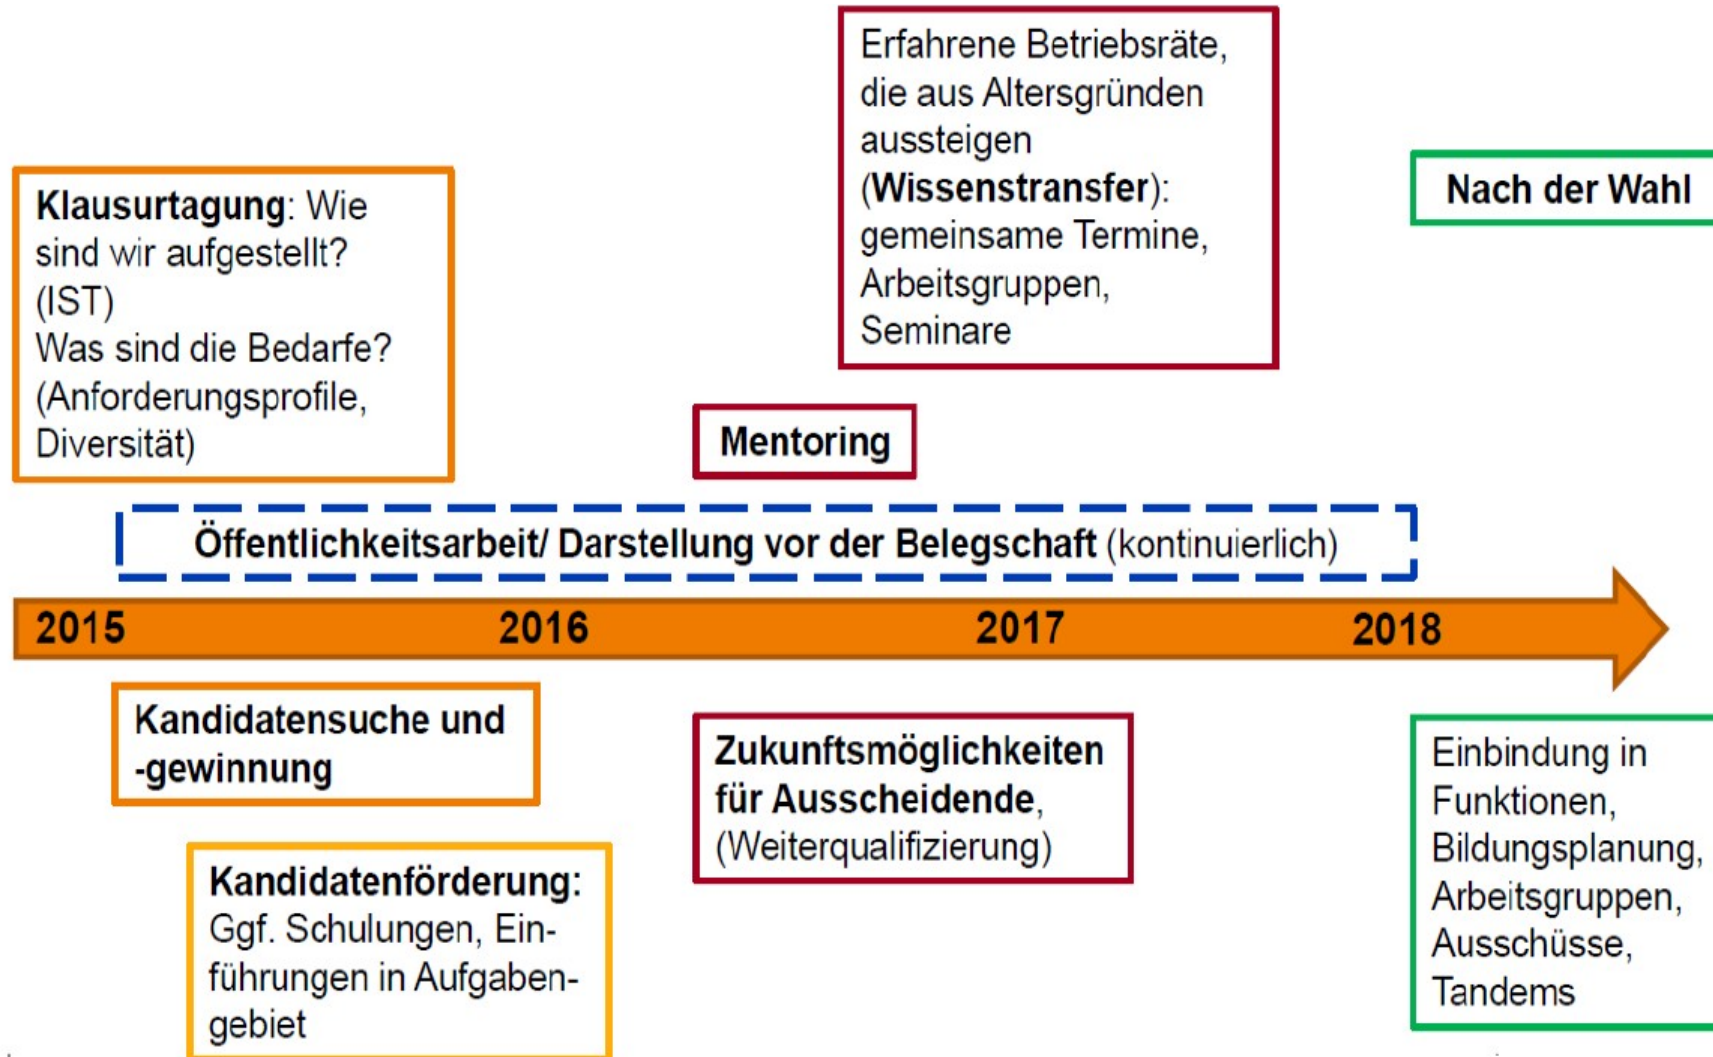 Erfahrene Betriebsräte,
die aus Altersgründen
aussteigen
(Wissenstransfer):
gemeinsame Termine,
Arbeitsgruppen,
Seminare
Nach der Wahl
Klausurtagung: Wie
sind wir aufgestellt?
(IST)
Was sind die Bedarfe?
(Anforderungsprofile,
Diversität)
Mentoring
Öffentlichkeitsarbeit/ Darstellung vor der Belegschaft (kontinuierlich)
2015 2016 2017 2018
Kandidatensuche und
-gewinnung
Kandidatenförderung:
Ggf. Schulungen, Ein-
führungen in Aufgaben-
gebiet
Zukunftsmöglichkeiten
für Ausscheidende,
(Weiterqualifizierung)
Einbindung in
Funktionen,
Bildungsplanung,
Arbeitsgruppen,
Ausschüsse,
Tandems